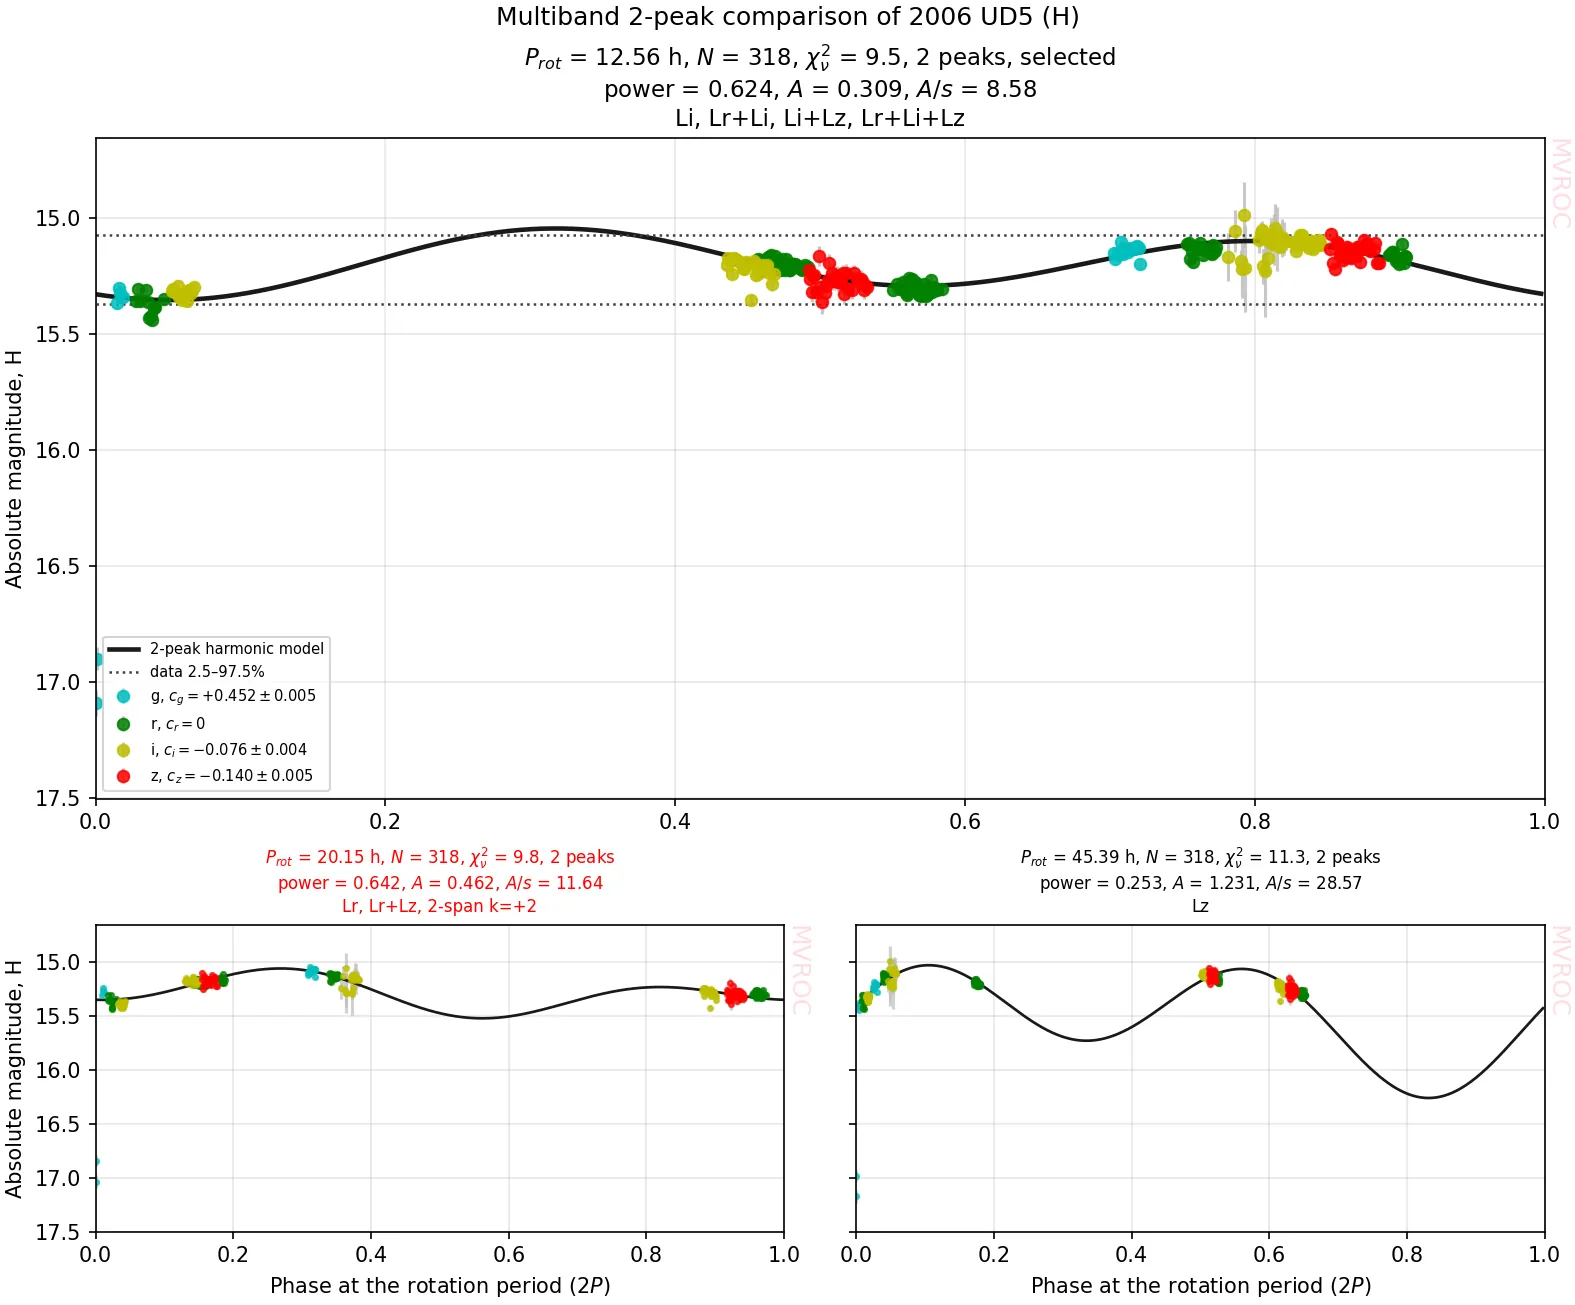 Multiband 2-peak comparison of 2006 UD5 (H)
P_rot = 12.56 h, N = 318, χ²_ν = 9.5, 2 peaks, selected
power = 0.624, A = 0.309, A/s = 8.58
Li, Lr+Li, Li+Lz, Lr+Li+Lz
MVROC
Absolute magnitude, H
15.0
15.5
16.0
16.5
17.0
17.5
2-peak harmonic model
data 2.5–97.5%
g, c_g = +0.452 ± 0.005
r, c_r = 0
i, c_i = −0.076 ± 0.004
z, c_z = −0.140 ± 0.005
0.0 0.2 0.4 0.6 0.8 1.0
P_rot = 20.15 h, N = 318, χ²_ν = 9.8, 2 peaks
power = 0.642, A = 0.462, A/s = 11.64
Lr, Lr+Lz, 2-span k=+2
MVROC
Absolute magnitude, H
15.0
15.5
16.0
16.5
17.0
17.5
0.0 0.2 0.4 0.6 0.8 1.0
Phase at the rotation period (2P)
P_rot = 45.39 h, N = 318, χ²_ν = 11.3, 2 peaks
power = 0.253, A = 1.231, A/s = 28.57
Lz
MVROC
0.0 0.2 0.4 0.6 0.8 1.0
Phase at the rotation period (2P)